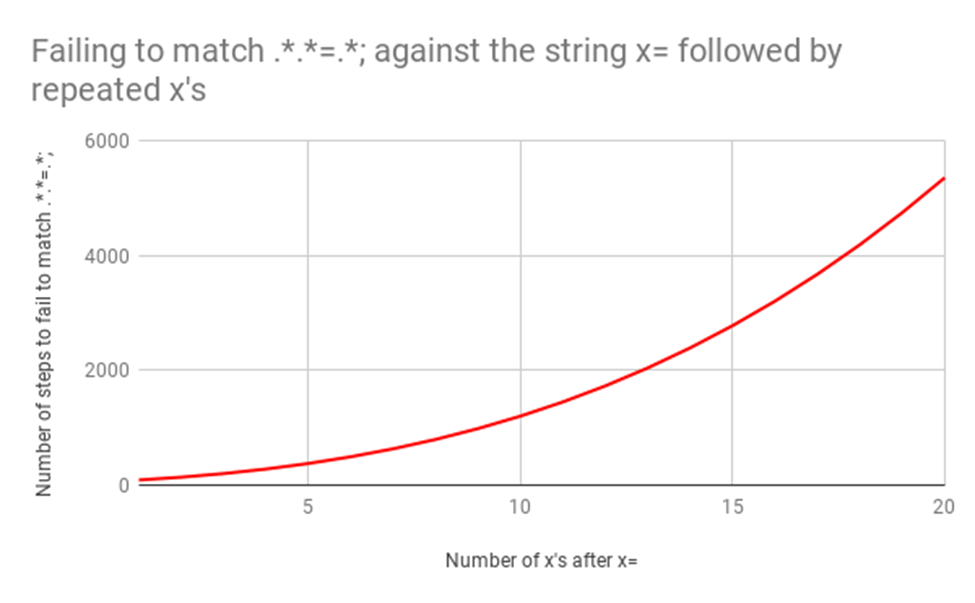 Failing to match .*.*=.*; against the string x= followed by
repeated x's
Number of steps to fail to match .*.*=.*;
6000
4000
2000
0
5
10
15
20
Number of x's after x=